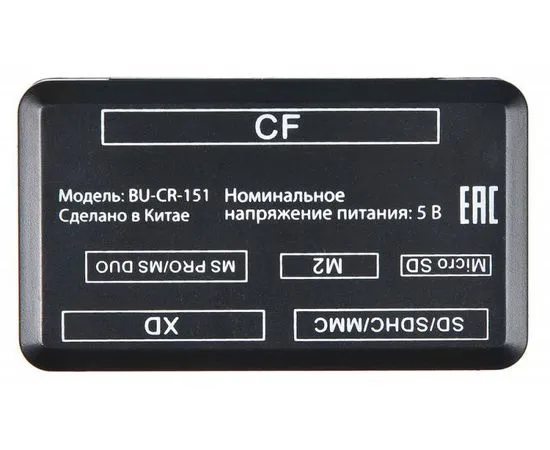 CF
Модель: BU-CR-151
Сделано в Китае
Номинальное
напряжение питания: 5 В
EAC
MS PRO/MS DUO
M2
Micro SD
XD
SD/SDHC/MMC